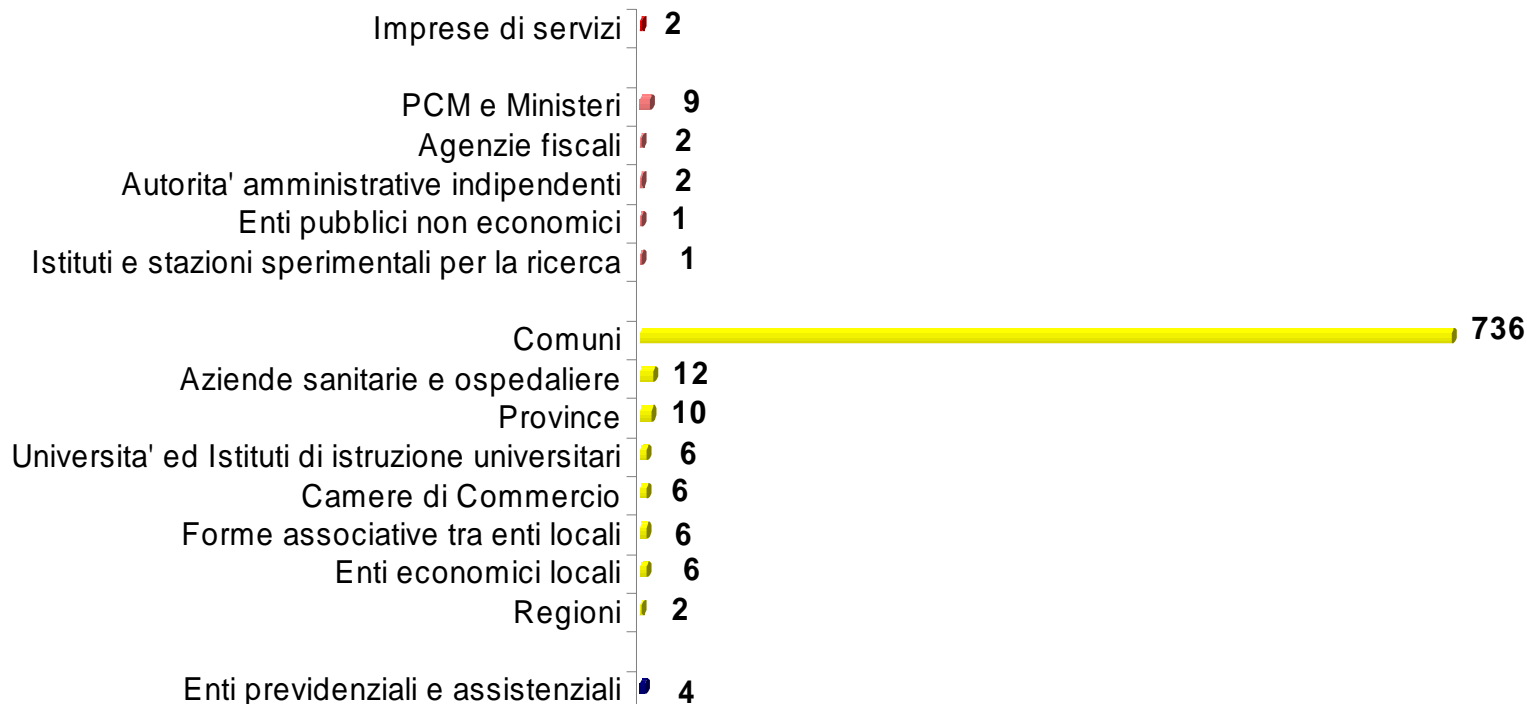 Imprese di servizi 2
PCM e Ministeri 9
Agenzie fiscali 2
Autorita' amministrative indipendenti 2
Enti pubblici non economici 1
Istituti e stazioni sperimentali per la ricerca 1
Comuni 736
Aziende sanitarie e ospedaliere 12
Province 10
Universita' ed Istituti di istruzione universitari 6
Camere di Commercio 6
Forme associative tra enti locali 6
Enti economici locali 6
Regioni 2
Enti previdenziali e assistenziali 4